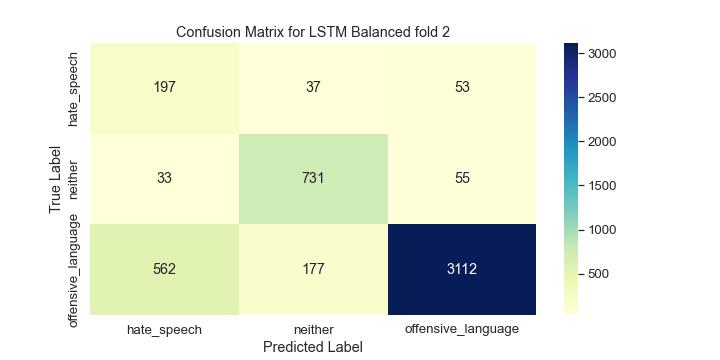 Confusion Matrix for LSTM Balanced fold 2
True Label
hate_speech
neither
offensive_language
197 37 53
33 731 55
562 177 3112
hate_speech neither offensive_language
Predicted Label
3000
2500
2000
1500
1000
500